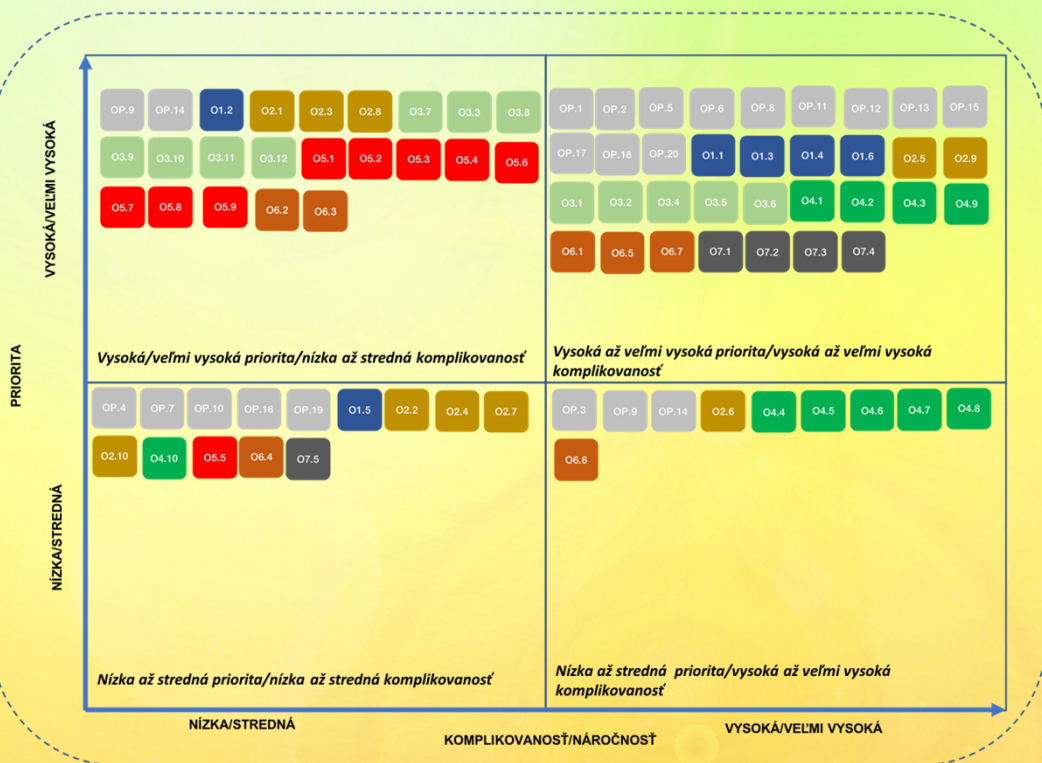 PRIORITA
VYSOKÁ/VEĽMI VYSOKÁ
OP.9 OP.14 O1.2 O2.1 O2.3 O2.8 O3.7 O3.3 O3.8
O3.9 O3.10 O3.11 O3.12 O5.1 O5.2 O5.3 O5.4 O5.6
O5.7 O5.8 O5.9 O6.2 O6.3
Vysoká/veľmi vysoká priorita/nízka až stredná komplikovanosť
OP.1 OP.2 OP.5 OP.6 OP.8 OP.11 OP.12 OP.13 OP.15
OP.17 OP.18 OP.20 O1.1 O1.3 O1.4 O1.6 O2.5 O2.9
O3.1 O3.2 O3.4 O3.5 O3.6 O4.1 O4.2 O4.3 O4.9
O6.1 O6.5 O6.7 O7.1 O7.2 O7.3 O7.4
Vysoká až veľmi vysoká priorita/vysoká až veľmi vysoká
komplikovanosť
NÍZKA/STREDNÁ
OP.4 OP.7 OP.10 OP.16 OP.19 O1.5 O2.2 O2.4 O2.7
O2.10 O4.10 O5.5 O6.4 O7.5
Nízka až stredná priorita/nízka až stredná komplikovanosť
OP.3 OP.9 OP.14 O2.6 O4.4 O4.5 O4.6 O4.7 O4.8
O6.6
Nízka až stredná priorita/vysoká až veľmi vysoká
komplikovanosť
NÍZKA/STREDNÁ
VYSOKÁ/VEĽMI VYSOKÁ
KOMPLIKOVANOSŤ/NÁROČNOSŤ